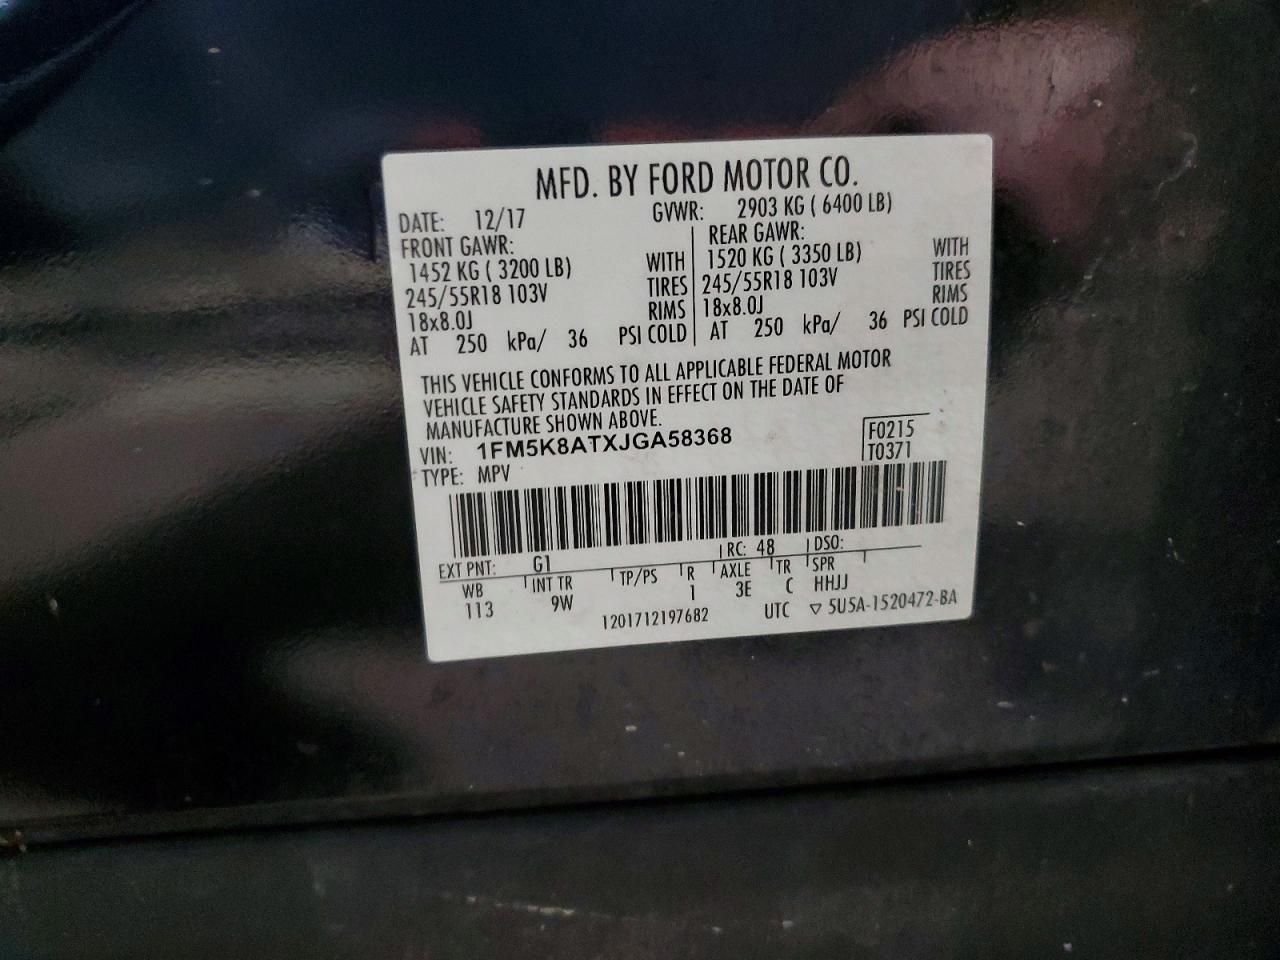 MFD. BY FORD MOTOR CO.
DATE: 12/17 GVWR: 2903 KG ( 6400 LB)
FRONT GAWR: REAR GAWR:
1452 KG ( 3200 LB) WITH 1520 KG ( 3350 LB) WITH
245/55R18 103V TIRES 245/55R18 103V TIRES
18x8.0J RIMS 18x8.0J RIMS
AT 250 kPa/ 36 PSI COLD AT 250 kPa/ 36 PSI COLD
THIS VEHICLE CONFORMS TO ALL APPLICABLE FEDERAL MOTOR
VEHICLE SAFETY STANDARDS IN EFFECT ON THE DATE OF
MANUFACTURE SHOWN ABOVE.
VIN: 1FM5K8ATXJGA58368 F0215
TYPE: MPV T0371
EXT PNT: G1 RC: 48 DSO:
WB INT TR TP/PS R AXLE TR SPR
113 9W 1 3E C HHJJ
1201712197682 UTC ▽ 5U5A-1520472-BA